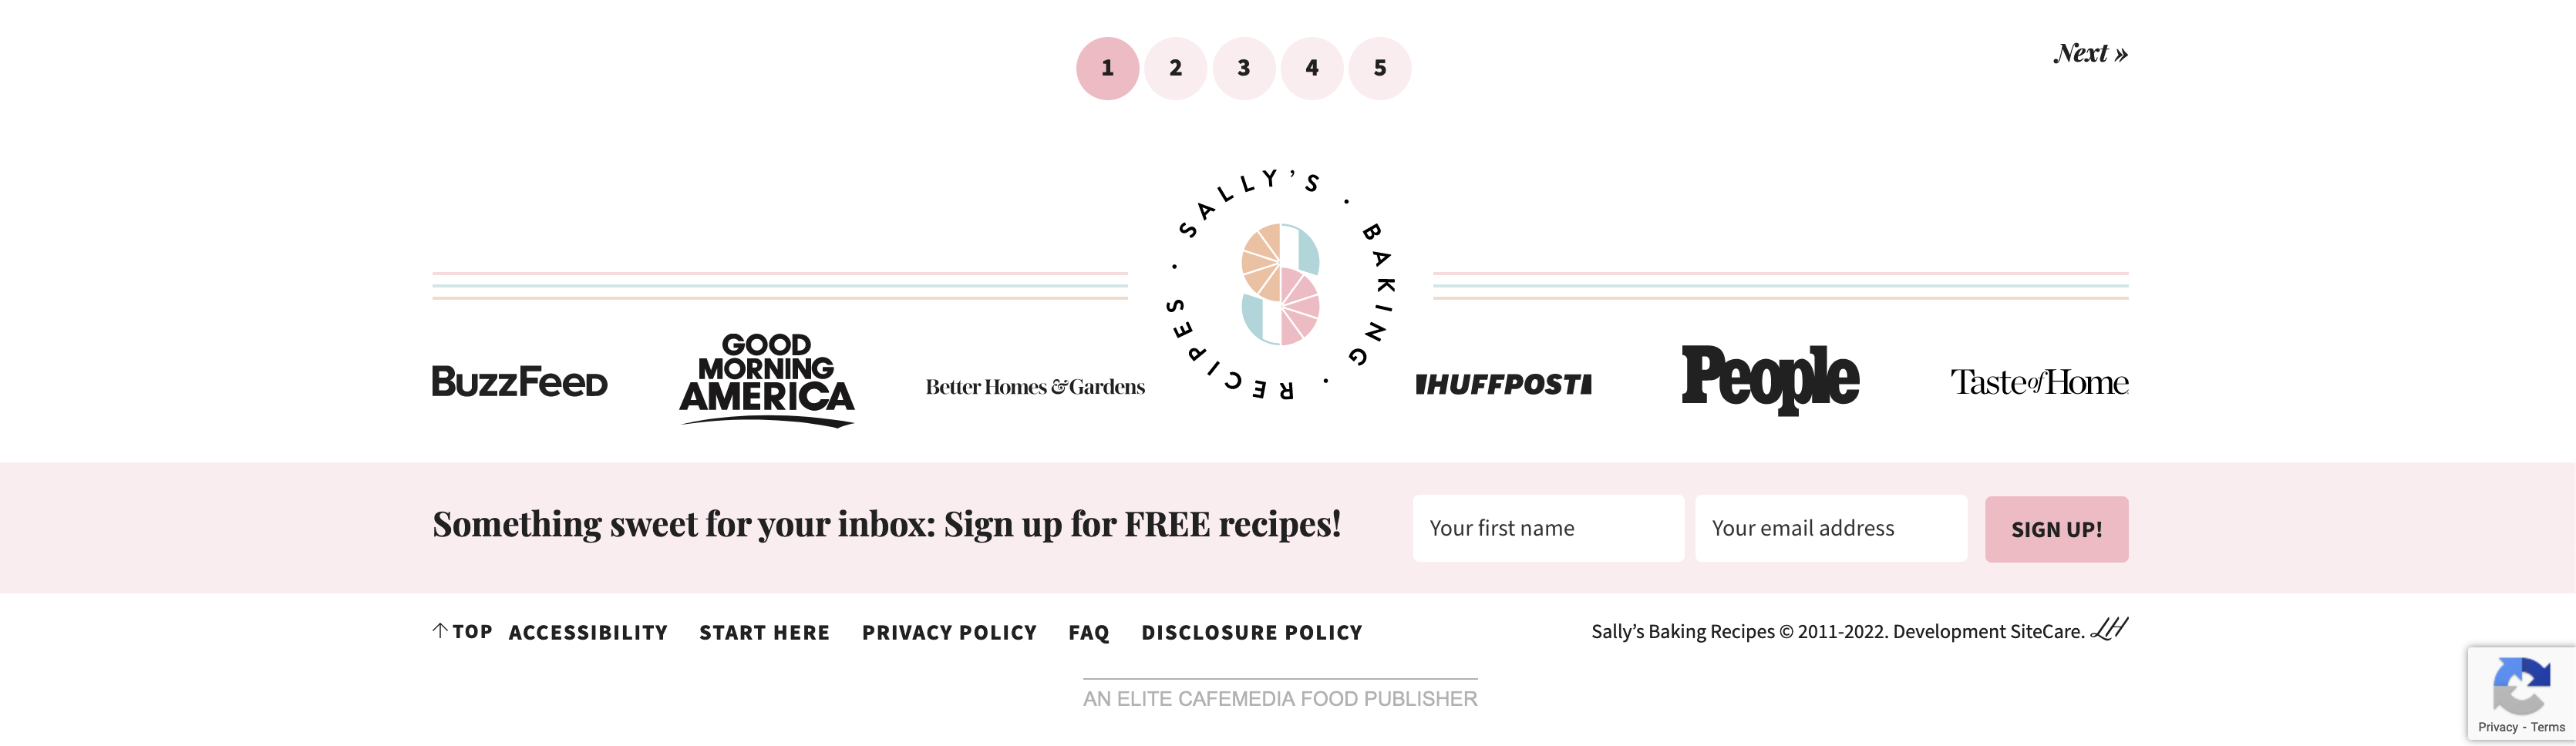 1 2 3 4 5
Next »
SALLY'S · BAKING · RECIPES ·
BUZZFEED
GOOD
MORNING
AMERICA
Better Homes & Gardens
HUFFPOST
People
Taste of Home
Something sweet for your inbox: Sign up for FREE recipes!
Your first name
Your email address
SIGN UP!
↑ TOP ACCESSIBILITY START HERE PRIVACY POLICY FAQ DISCLOSURE POLICY
Sally's Baking Recipes © 2011-2022. Development SiteCare. LH
AN ELITE CAFEMEDIA FOOD PUBLISHER
Privacy - Terms